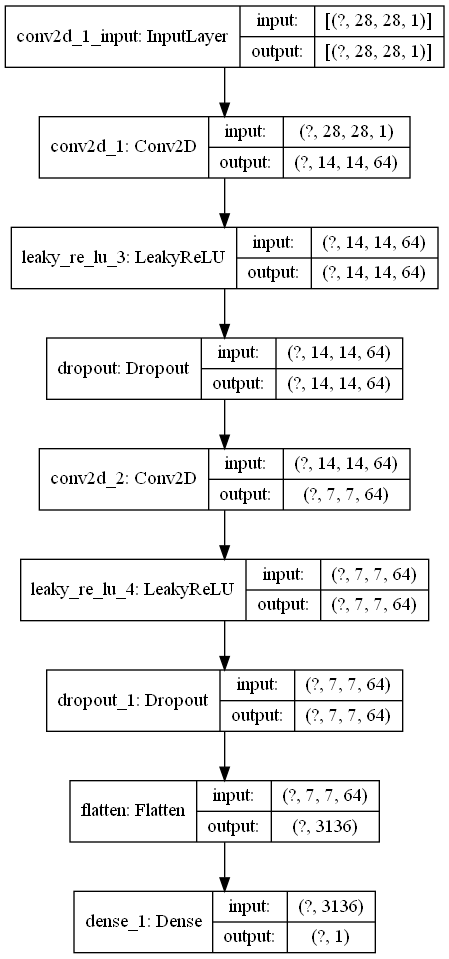 conv2d_1_input: InputLayer
input: [(?, 28, 28, 1)]
output: [(?, 28, 28, 1)]
conv2d_1: Conv2D
input: (?, 28, 28, 1)
output: (?, 14, 14, 64)
leaky_re_lu_3: LeakyReLU
input: (?, 14, 14, 64)
output: (?, 14, 14, 64)
dropout: Dropout
input: (?, 14, 14, 64)
output: (?, 14, 14, 64)
conv2d_2: Conv2D
input: (?, 14, 14, 64)
output: (?, 7, 7, 64)
leaky_re_lu_4: LeakyReLU
input: (?, 7, 7, 64)
output: (?, 7, 7, 64)
dropout_1: Dropout
input: (?, 7, 7, 64)
output: (?, 7, 7, 64)
flatten: Flatten
input: (?, 7, 7, 64)
output: (?, 3136)
dense_1: Dense
input: (?, 3136)
output: (?, 1)